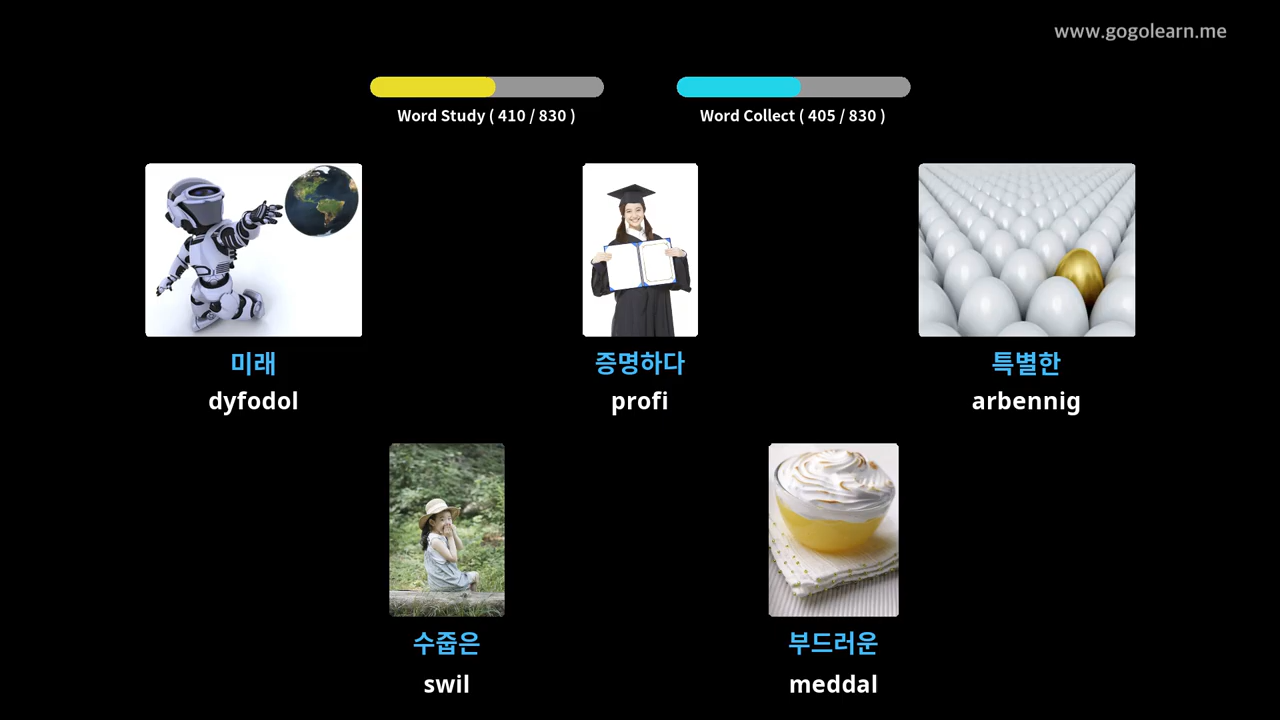 www.gogolearn.me
Word Study ( 410 / 830 )
Word Collect ( 405 / 830 )
미래
dyfodol
증명하다
profi
특별한
arbennig
수줍은
swil
부드러운
meddal